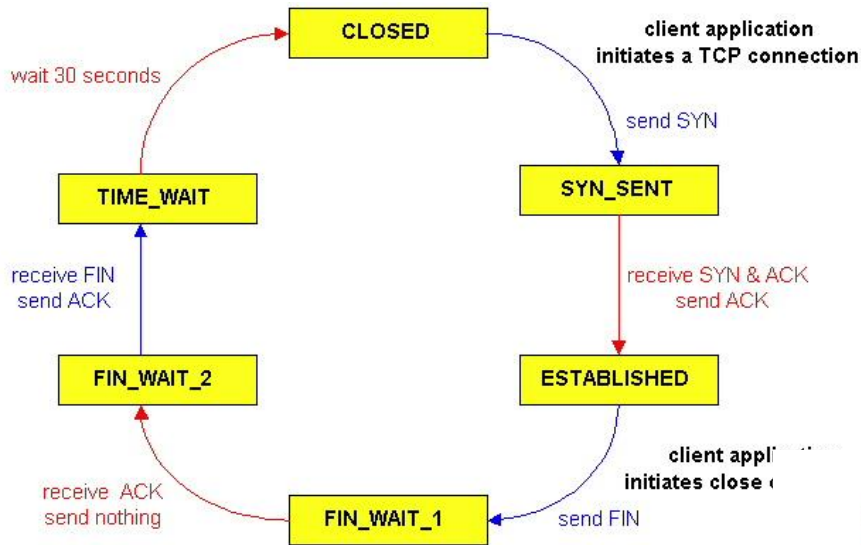 CLOSED
client application
initiates a TCP connection
wait 30 seconds
send SYN
TIME_WAIT
SYN_SENT
receive FIN
send ACK
receive SYN & ACK
send ACK
FIN_WAIT_2
ESTABLISHED
client
initiates close
receive ACK
send nothing
FIN_WAIT_1
send FIN